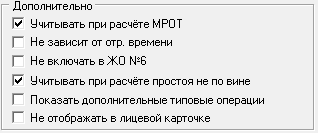 Дополнительно
Учитывать при расчёте МРОТ
Не зависит от отр. времени
Не включать в ЖО №6
Учитывать при расчёте простоя не по вине
Показать дополнительные типовые операции
Не отображать в лицевой карточке